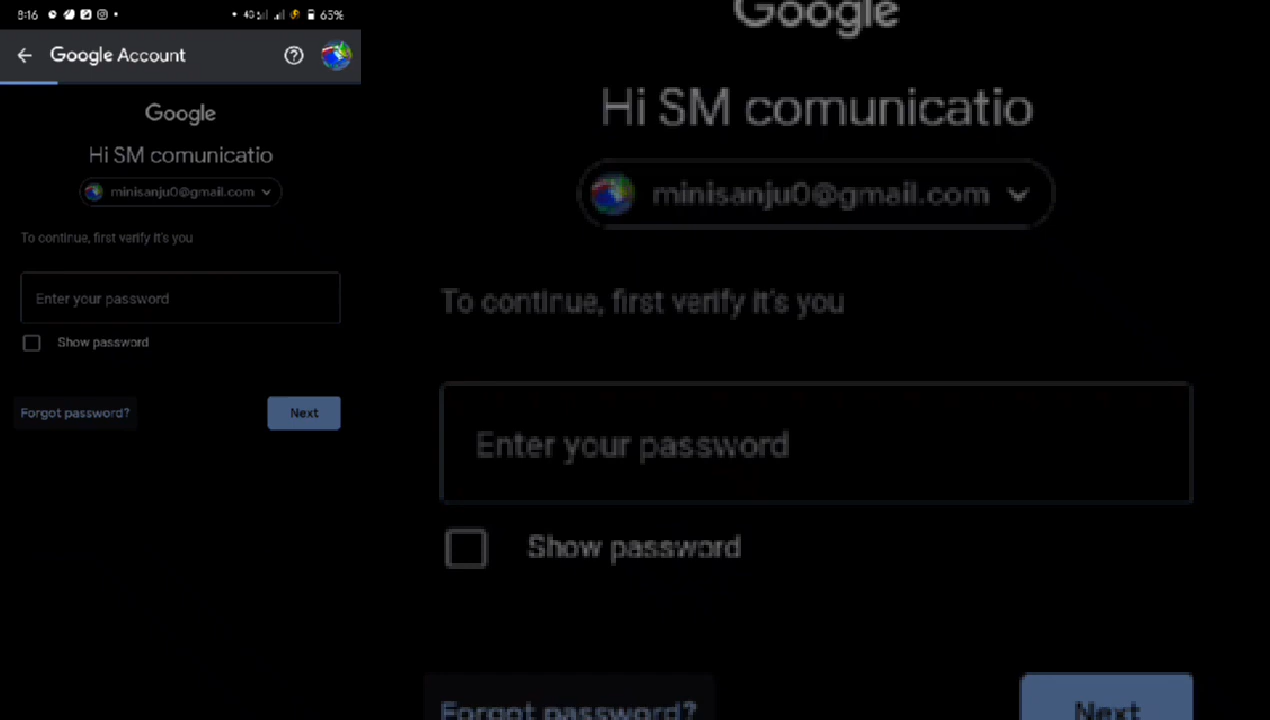 8:16
4G
65%
Google Account
Google
Hi SM comunicatio
minisanju0@gmail.com
To continue, first verify it's you
Enter your password
Show password
Forgot password?
Next
Google
Hi SM comunicatio
minisanju0@gmail.com
To continue, first verify it's you
Enter your password
Show password
Forgot password?
Next